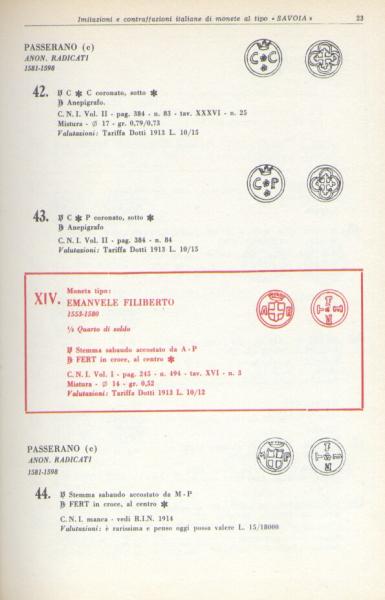 Imitazioni e contraffazioni italiane di monete al tipo «SAVOIA» 23
PASSERANO (c)
ANON. RADICATI
1581-1598
42. ꝟ C ✱ C coronato, sotto ✱
ꝶ Anepigrafo.
C. N. I. Vol. II - pag. 384 - n. 83 - tav. XXXVI - n. 25
Mistura - ∅ 17 - gr. 0,79/0,73
Valutazioni: Tariffa Dotti 1913 L. 10/15
C C
C P
43. ꝟ C ✱ P coronato, sotto ✱
ꝶ Anepigrafo
C. N. I. Vol. II - pag. 384 - n. 84
Valutazioni: Tariffa Dotti 1913 L. 10/15
XIV. Moneta tipo:
EMANVELE FILIBERTO
1553-1580
½ Quarto di soldo
ꝟ Stemma sabaudo accostato da A - P
ꝶ FERT in croce, al centro ✱
C. N. I. Vol. I - pag. 245 - n. 494 - tav. XVI - n. 3
Mistura - ∅ 14 - gr. 0,52
Valutazioni: Tariffa Dotti 1913 L. 10/12
PASSERANO (c)
ANON. RADICATI
1581-1598
44. ꝟ Stemma sabaudo accostato da M - P
ꝶ FERT in croce, al centro ✱
C. N. I. manca - vedi R.I.N. 1914
Valutazioni: è rarissima e penso oggi possa valere L. 15/18000